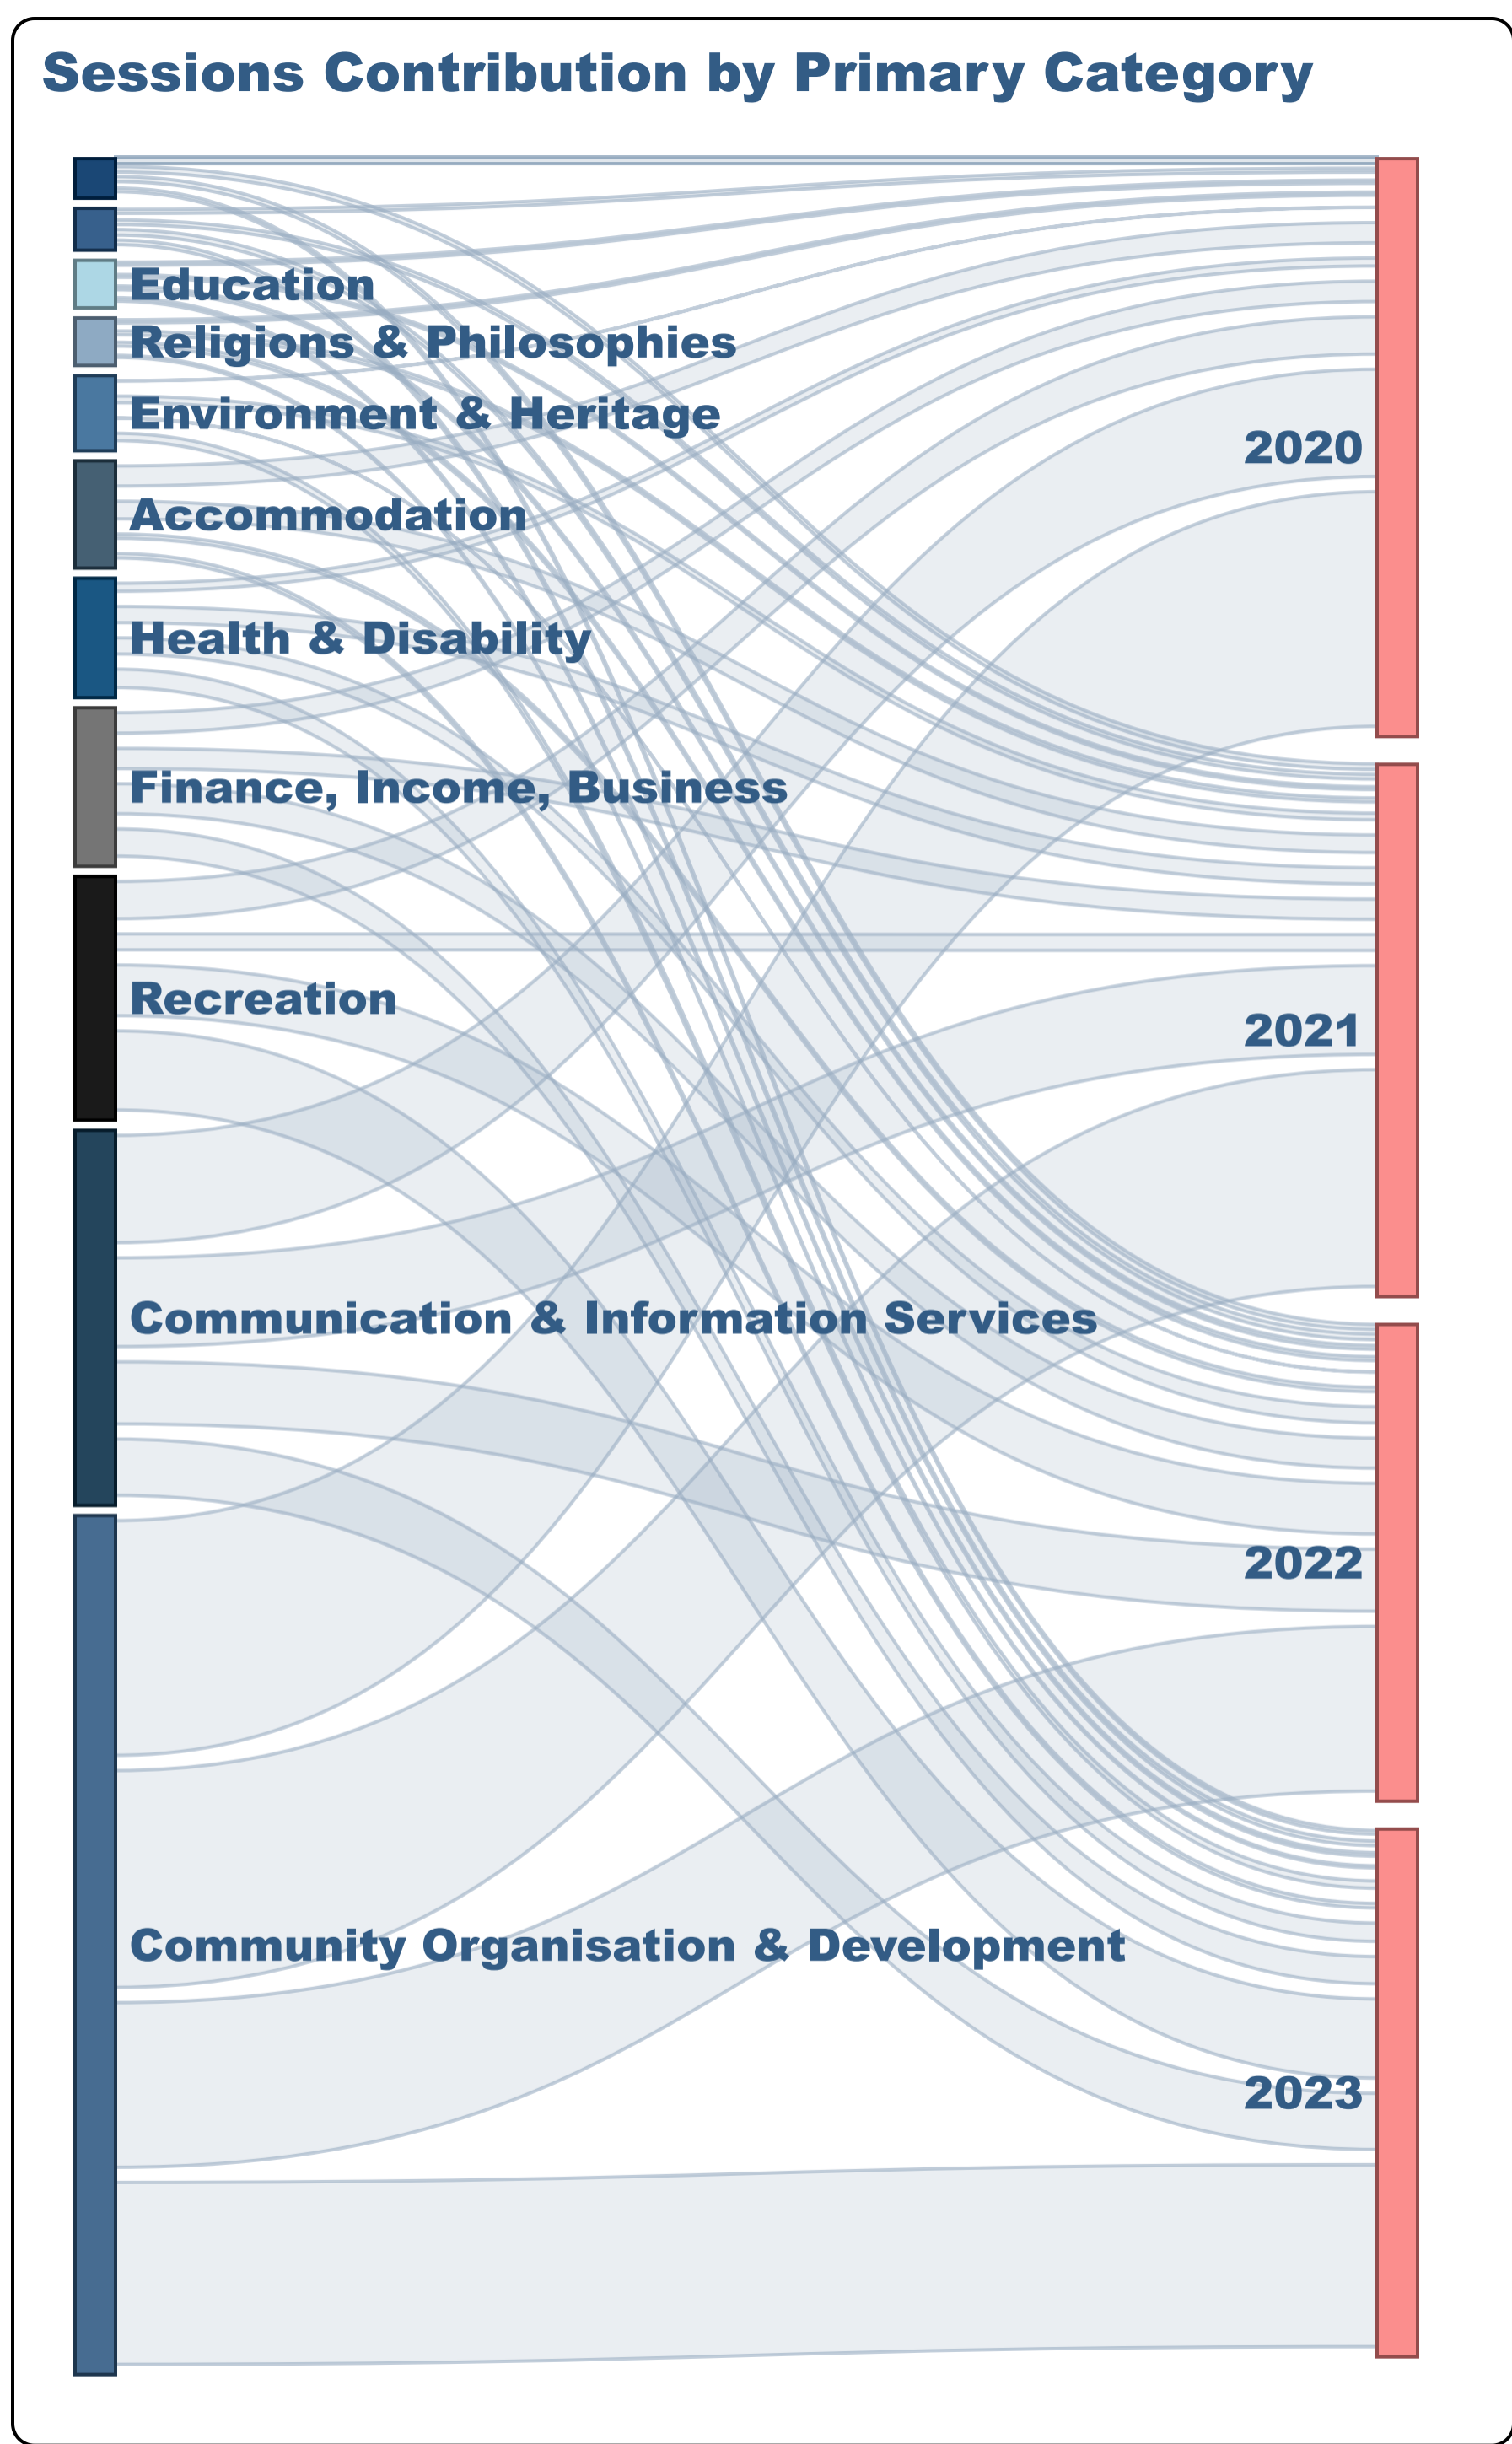 Sessions Contribution by Primary Category
Education
Religions & Philosophies
Environment & Heritage
2020
Accommodation
Health & Disability
Finance, Income, Business
Recreation
2021
Communication & Information Services
2022
Community Organisation & Development
2023